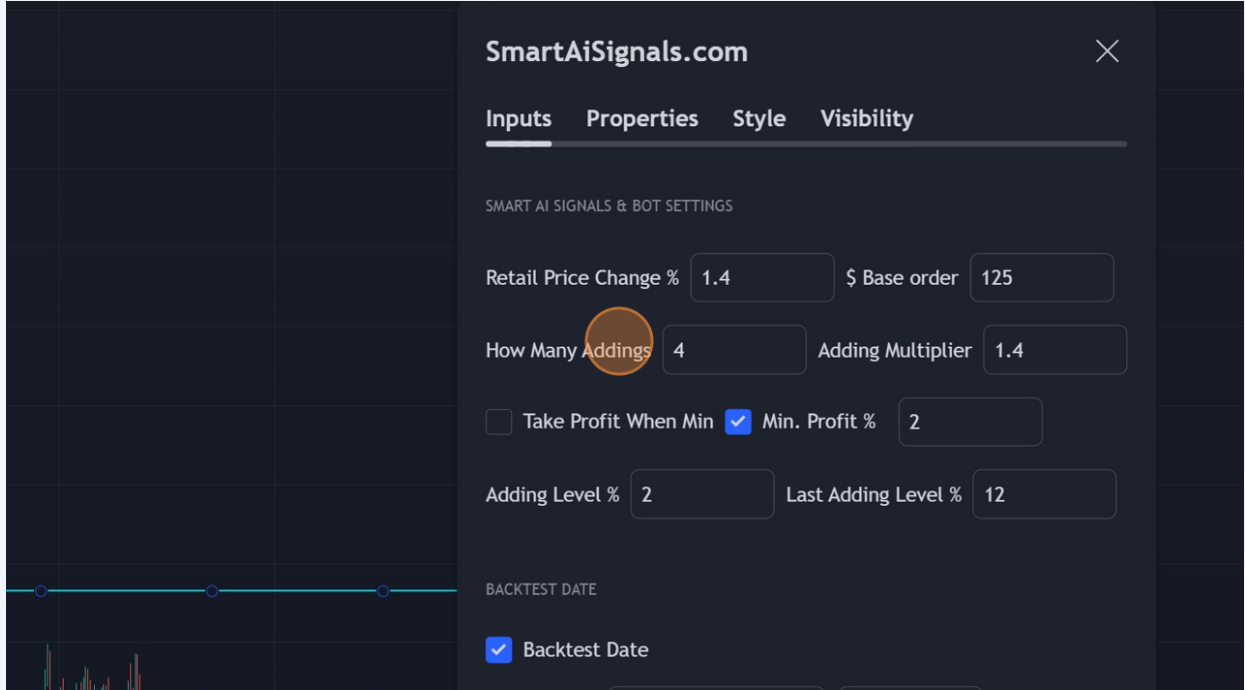 SmartAiSignals.com
Inputs Properties Style Visibility
SMART AI SIGNALS & BOT SETTINGS
Retail Price Change % 1.4 $ Base order 125
How Many Addings 4 Adding Multiplier 1.4
Take Profit When Min Min. Profit % 2
Adding Level % 2 Last Adding Level % 12
BACKTEST DATE
Backtest Date